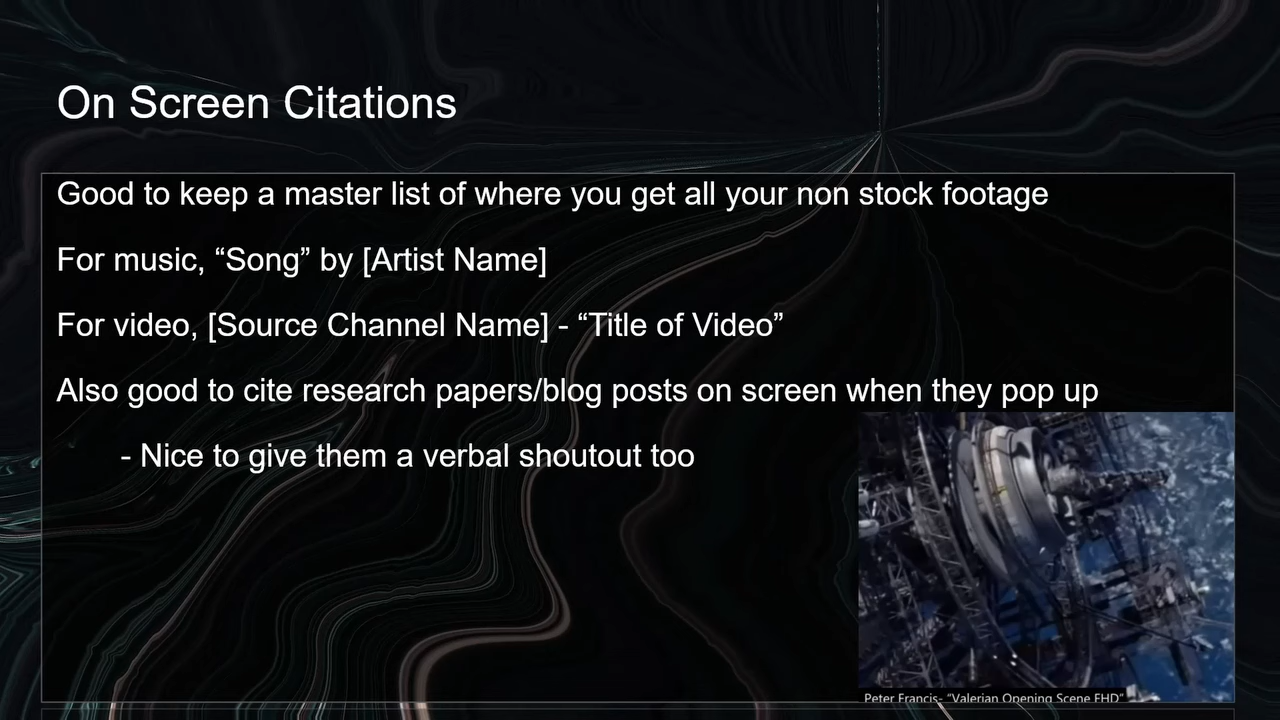 On Screen Citations
Good to keep a master list of where you get all your non stock footage
For music, “Song” by [Artist Name]
For video, [Source Channel Name] - “Title of Video”
Also good to cite research papers/blog posts on screen when they pop up
- Nice to give them a verbal shoutout too
Peter Francis- “Valerian Opening Scene FHD”